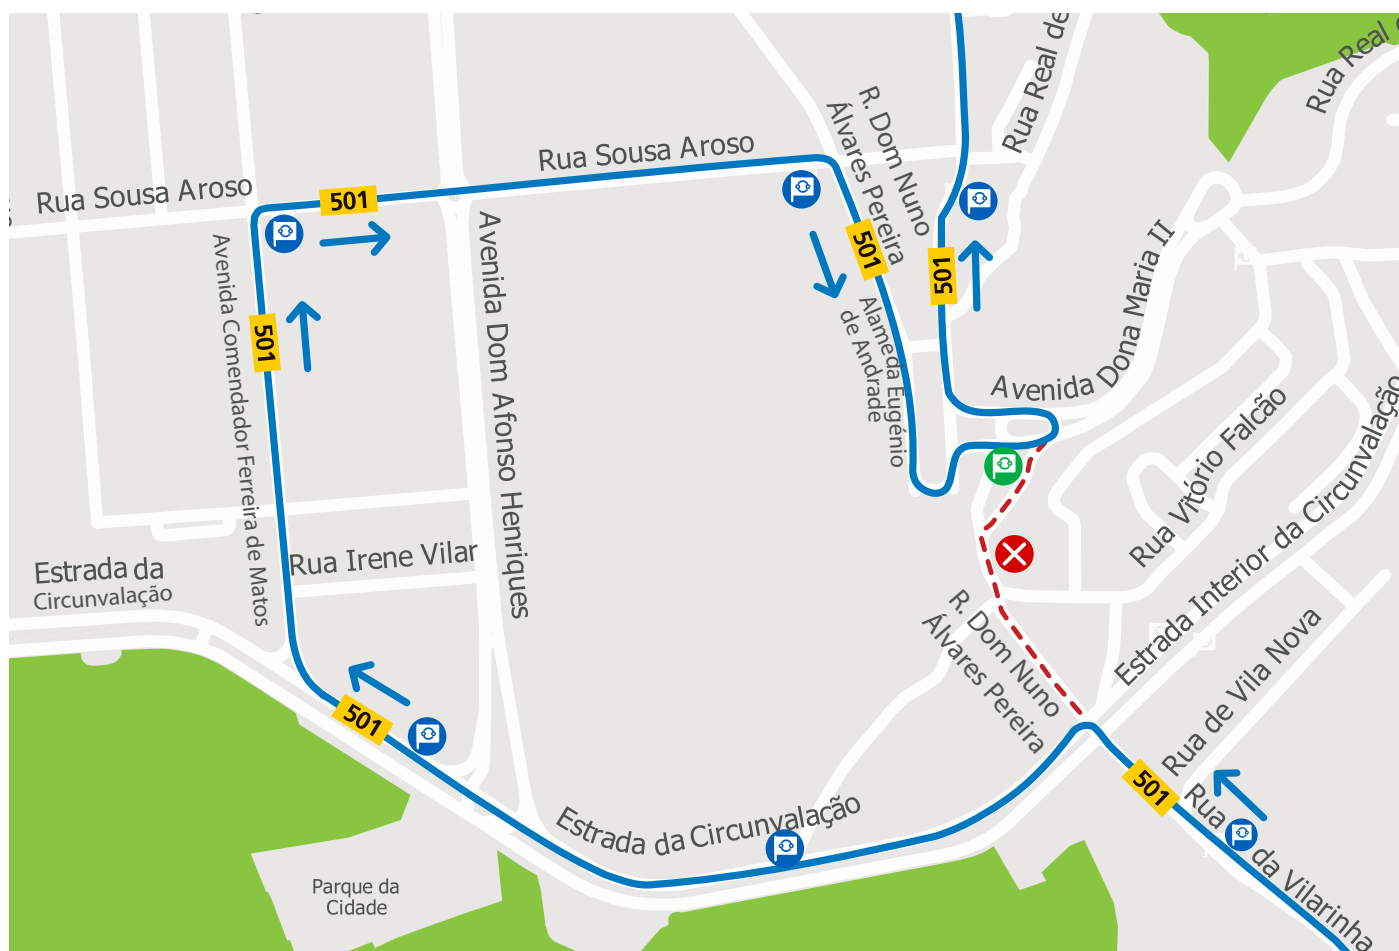 Rua Real de
Rua Real d
R. Dom Nuno
Álvares Pereira
Rua Sousa Aroso
Rua Sousa Aroso
501
501
501
501
Avenida Dom Afonso Henriques
Avenida Comendador Ferreira de Matos
Alameda Eugénio
de Andrade
Avenida Dona Maria II
Rua Vitório Falcão
Estrada Interior da Circunvalação
Rua Irene Vilar
Estrada da
Circunvalação
R. Dom Nuno
Álvares Pereira
Rua de Vila Nova
501
501
Rua da Vilarinha
Estrada da Circunvalação
Parque da
Cidade